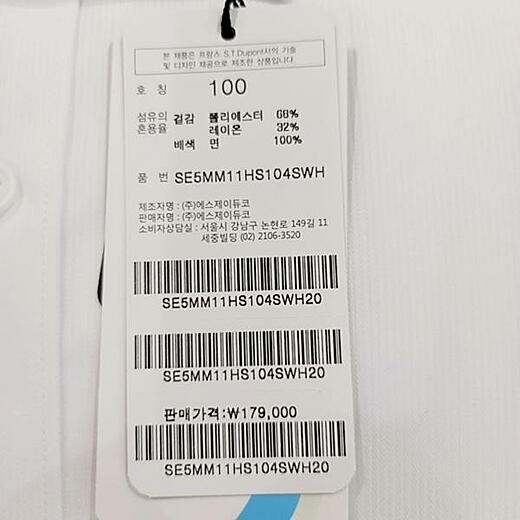 본 제품은 프랑스 S.T.Dupont사의 기술
및 디자인 제공으로 제조한 상품입니다.
호 칭 100
섬유의 겉감 폴리에스터 68%
혼용율 레이온 32%
배색 면 100%
품 번 SE5MM11HS104SWH
제조자명 : (주)에스제이듀코
판매자명 : (주)에스제이듀코
소비자상담실 : 서울시 강남구 논현로 149길 11
세중빌딩 (02) 2106-3520
SE5MM11HS104SWH20
SE5MM11HS104SWH20
판매가격:₩179,000
SE5MM11HS104SWH20